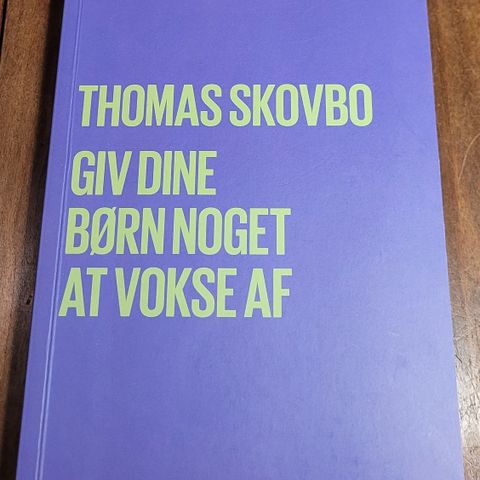 THOMAS SKOVBO
GIV DINE
BØRN NOGET
AT VOKSE AF